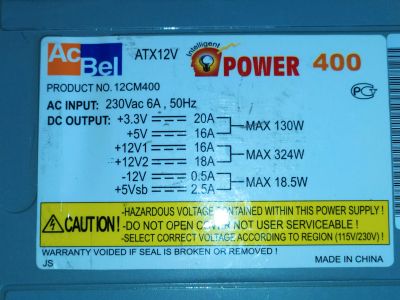 AcBel
ATX12V
Intelligent
POWER 400
PRODUCT NO. 12CM400
AC INPUT: 230Vac 6A, 50Hz
DC OUTPUT: +3.3V 20A
+5V 16A
MAX 130W
+12V1 16A
+12V2 18A
MAX 324W
-12V 0.5A
+5Vsb 2.5A
MAX 18.5W
CAUTION!
-HAZARDOUS VOLTAGE CONTAINED WITHIN THIS POWER SUPPLY !
-DO NOT OPEN COVER NOT USER SERVICEABLE !
-SELECT CORRECT VOLTAGE ACCORDING TO REGION (115V/230V) !
WARRANTY VOIDED IF SEAL IS BROKEN OR REMOVED !
JS
MADE IN CHINA